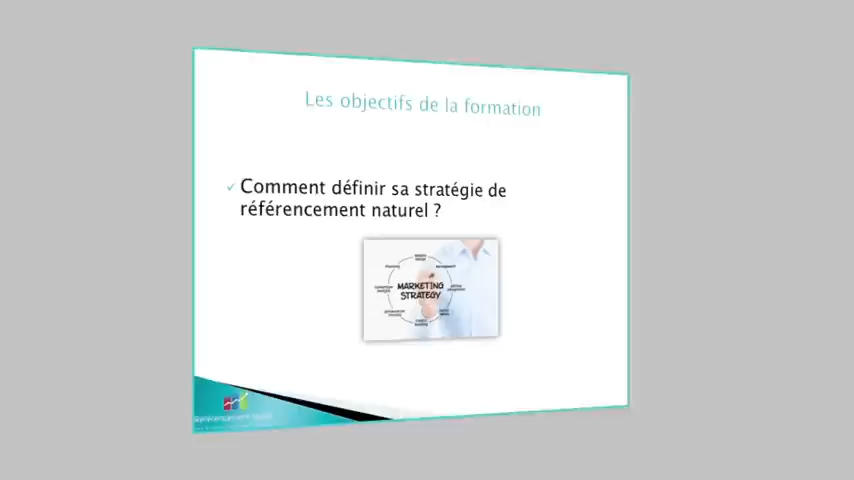 Les objectifs de la formation
✓ Comment définir sa stratégie de
référencement naturel ?
MARKETING
STRATEGY